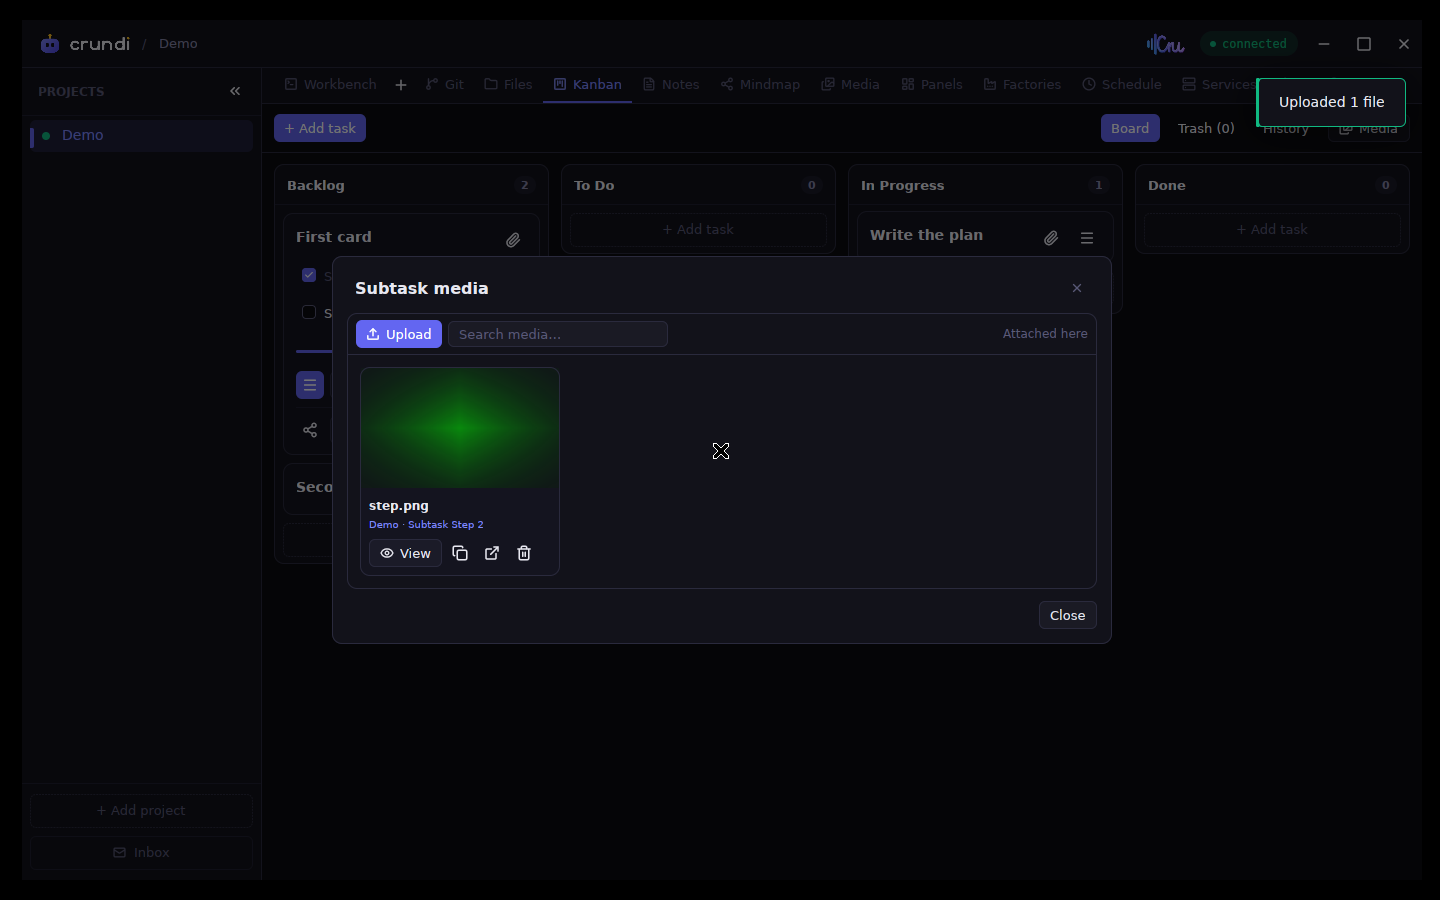 crundi / Demo
Cru
connected
PROJECTS
Workbench
Git
Files
Kanban
Notes
Mindmap
Media
Panels
Factories
Schedule
Services
Uploaded 1 file
Demo
+ Add task
Board
Trash (0)
History
Media
Backlog 2
To Do 0
In Progress 1
Done 0
First card
+ Add task
Write the plan
+ Add task
S
S
Seco
Subtask media
Upload
Search media...
Attached here
step.png
Demo · Subtask Step 2
View
Close
+ Add project
Inbox